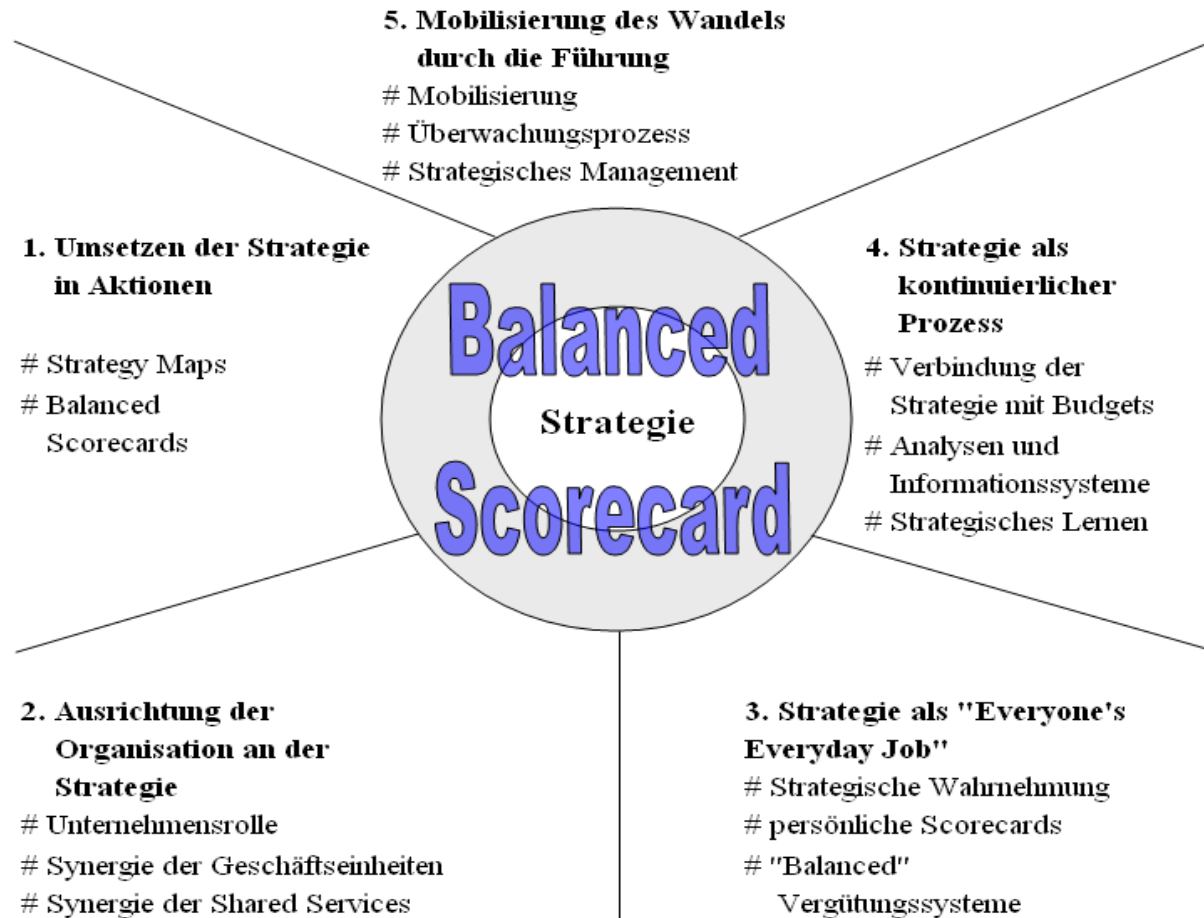 5. Mobilisierung des Wandels
durch die Führung
# Mobilisierung
# Überwachungsprozess
# Strategisches Management
1. Umsetzen der Strategie
in Aktionen
# Strategy Maps
# Balanced
Scorecards
Balanced
Strategie
Scorecard
4. Strategie als
kontinuierlicher
Prozess
# Verbindung der
Strategie mit Budgets
# Analysen und
Informationssysteme
# Strategisches Lernen
2. Ausrichtung der
Organisation an der
Strategie
# Unternehmensrolle
# Synergie der Geschäftseinheiten
# Synergie der Shared Services
3. Strategie als "Everyone's
Everyday Job"
# Strategische Wahrnehmung
# persönliche Scorecards
# "Balanced"
Vergütungssysteme